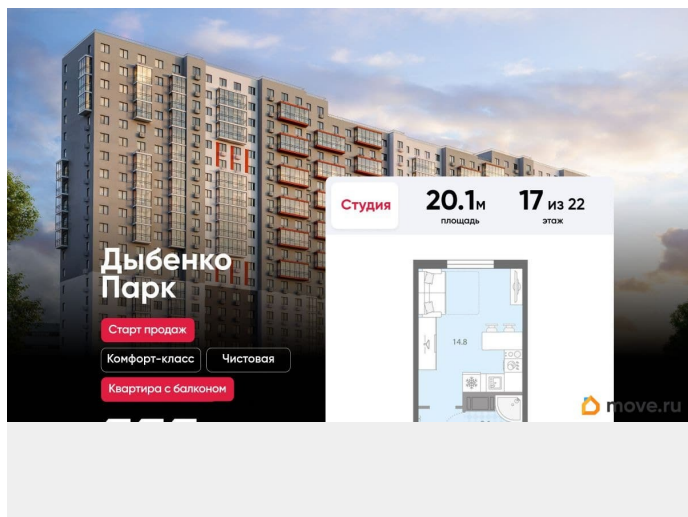 Студия
20.1м
площадь
17 из 22
этаж
Дыбенко
Парк
Старт продаж
Комфорт-класс
Чистовая
Квартира с балконом
14.8
move.ru